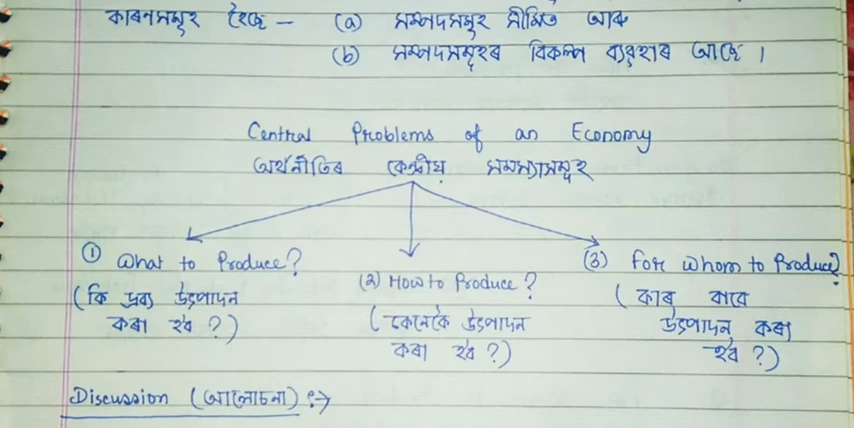 কাৰণসমূহ হৈছে – (a) সম্পদসমূহ সীমিত আৰু
(b) সম্পদসমূহৰ বিকল্প ব্যৱহাৰ আছে ।
Central Problems of an Economy
অৰ্থনীতিৰ কেন্দ্ৰীয় সমস্যাসমূহ
① What to Produce?
(কি দ্ৰব্য উৎপাদন
কৰা হ'ব ?)
(2) How to Produce ?
(কেনেকৈ উৎপাদন
কৰা হ'ব ?)
(3) For Whom to Produce?
(কাৰ বাবে
উৎপাদন কৰা
হ'ব ?)
Discussion (আলোচনা) :→